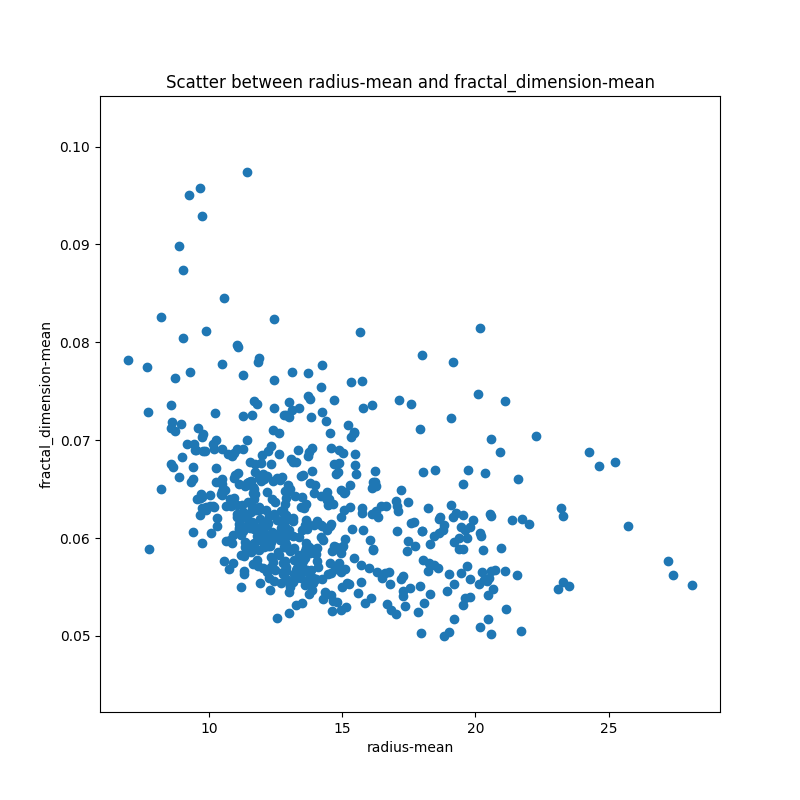 Scatter between radius-mean and fractal_dimension-mean
0.10
0.09
0.08
0.07
0.06
0.05
fractal_dimension-mean
10 15 20 25
radius-mean